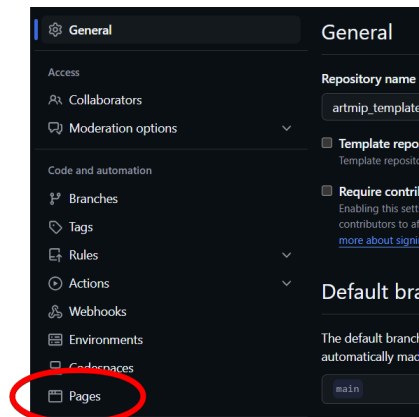 General
Access
Collaborators
Moderation options
Code and automation
Branches
Tags
Rules
Actions
Webhooks
Environments
Codespaces
Pages
General
Repository name
artmip_template
Template repo
Template reposito
Require contri
Enabling this sett
contributors to af
more about signi
Default bra
The default branch
automatically mad
main